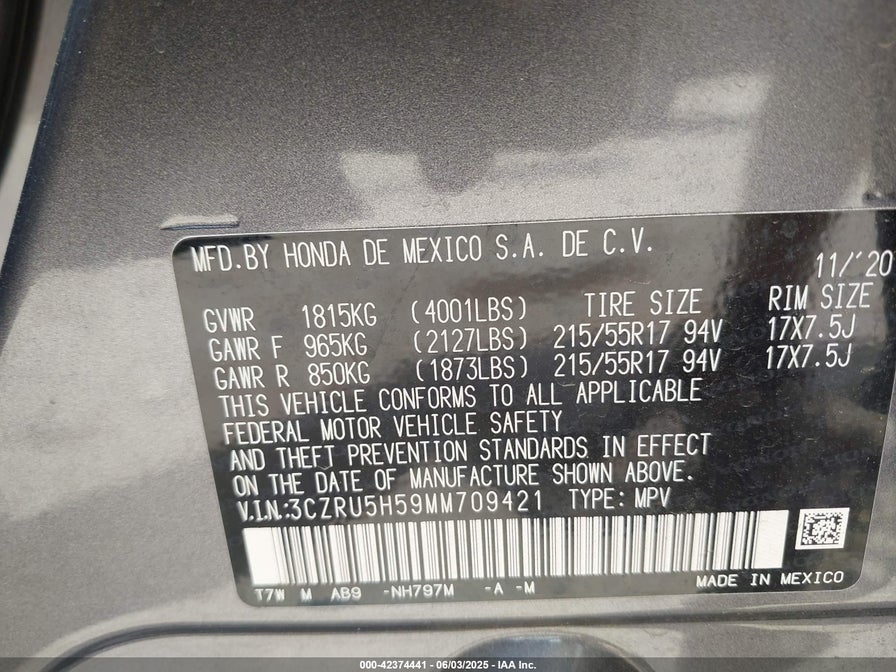 MFD.BY HONDA DE MEXICO S.A. DE C.V.
11/'20
GVWR 1815KG (4001LBS) TIRE SIZE RIM SIZE
GAWR F 965KG (2127LBS) 215/55R17 94V 17X7.5J
GAWR R 850KG (1873LBS) 215/55R17 94V 17X7.5J
THIS VEHICLE CONFORMS TO ALL APPLICABLE
FEDERAL MOTOR VEHICLE SAFETY
AND THEFT PREVENTION STANDARDS IN EFFECT
ON THE DATE OF MANUFACTURE SHOWN ABOVE.
V.I.N.:3CZRU5H59MM709421 TYPE: MPV
T7W M AB9 -NH797M -A -M MADE IN MEXICO
000-42374441 | 06/03/2025 - IAA Inc.